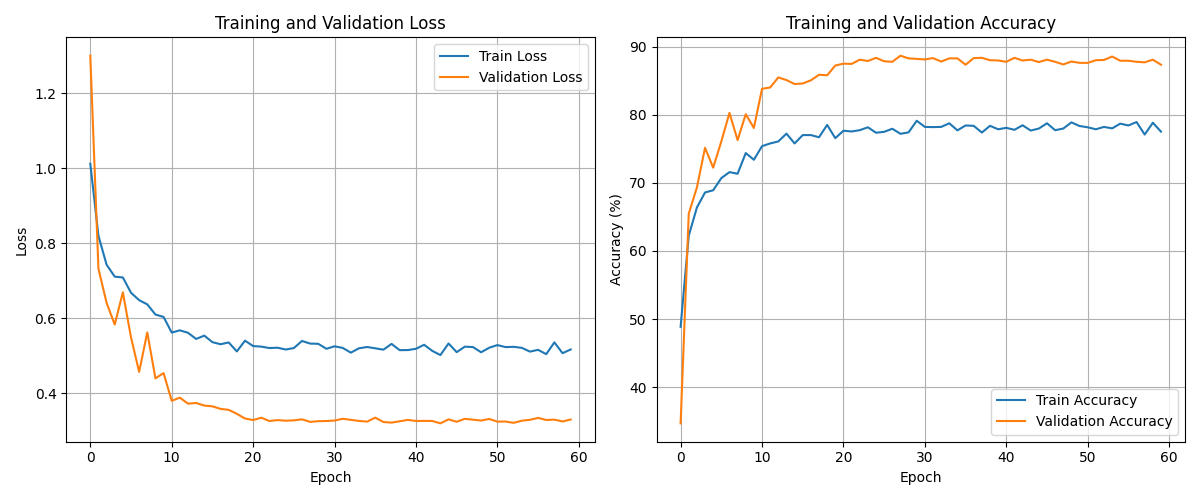 Training and Validation Loss
Train Loss
Validation Loss
Loss
1.2
1.0
0.8
0.6
0.4
0 10 20 30 40 50 60
Epoch
Training and Validation Accuracy
Accuracy (%)
90
80
70
60
50
40
Train Accuracy
Validation Accuracy
0 10 20 30 40 50 60
Epoch